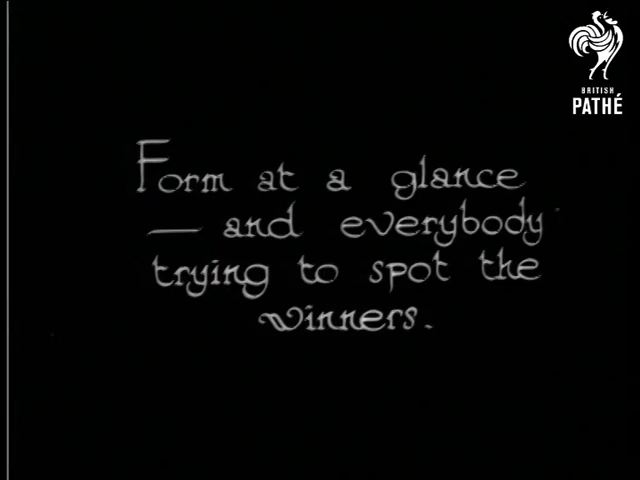 BRITISH
PATHÉ
Form at a glance
— and everybody
trying to spot the
winners.